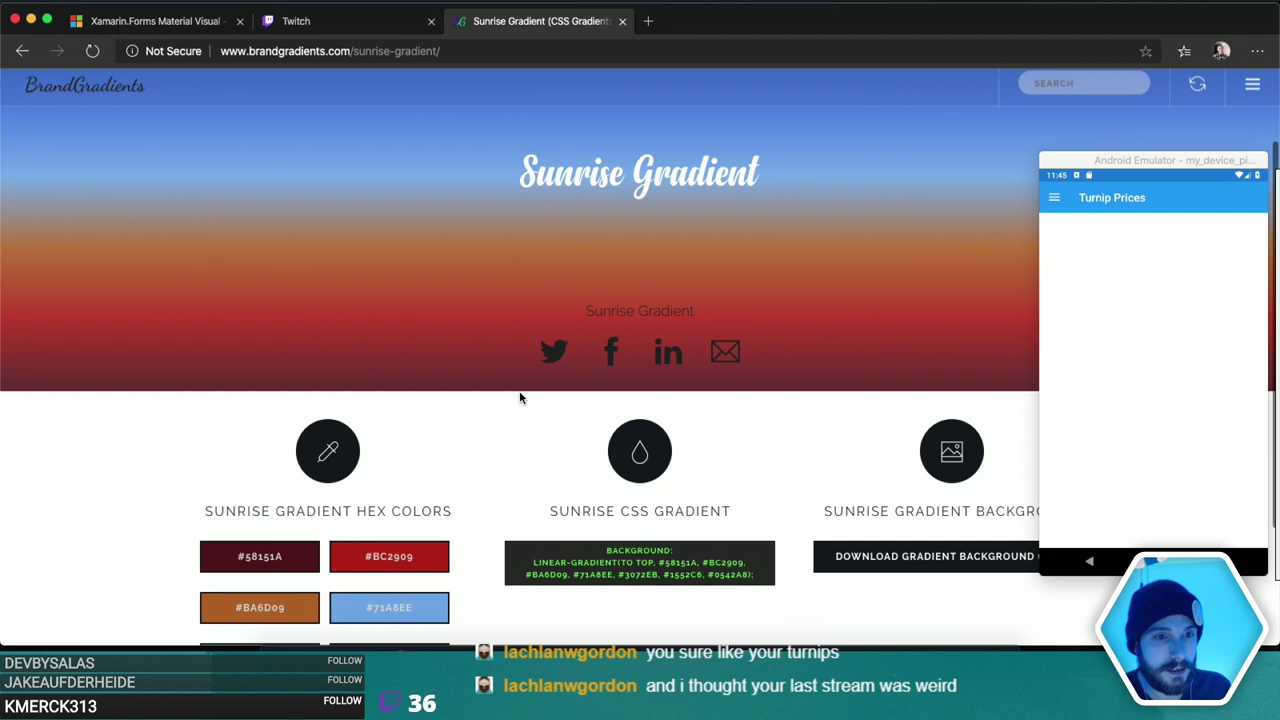 Xamarin.Forms Material Visual -
Twitch
Sunrise Gradient (CSS Gradient
Not Secure
www.brandgradients.com/sunrise-gradient/
BrandGradients
SEARCH
Sunrise Gradient
Android Emulator - my_device_pi...
11:45
Turnip Prices
Sunrise Gradient
SUNRISE GRADIENT HEX COLORS
#58151A
#BC2909
#BA6D09
#71A8EE
SUNRISE CSS GRADIENT
BACKGROUND:
LINEAR-GRADIENT(TO TOP, #58151A, #BC2909,
#BA6D09, #71A8EE, #3072EB, #1552C6, #0542A8);
SUNRISE GRADIENT BACKGRO
DOWNLOAD GRADIENT BACKGROUND
DEVBYSALAS FOLLOW
JAKEAUFDERHEIDE FOLLOW
KMERCK313 FOLLOW
36
lachlanwgordon you sure like your turnips
lachlanwgordon and i thought your last stream was weird